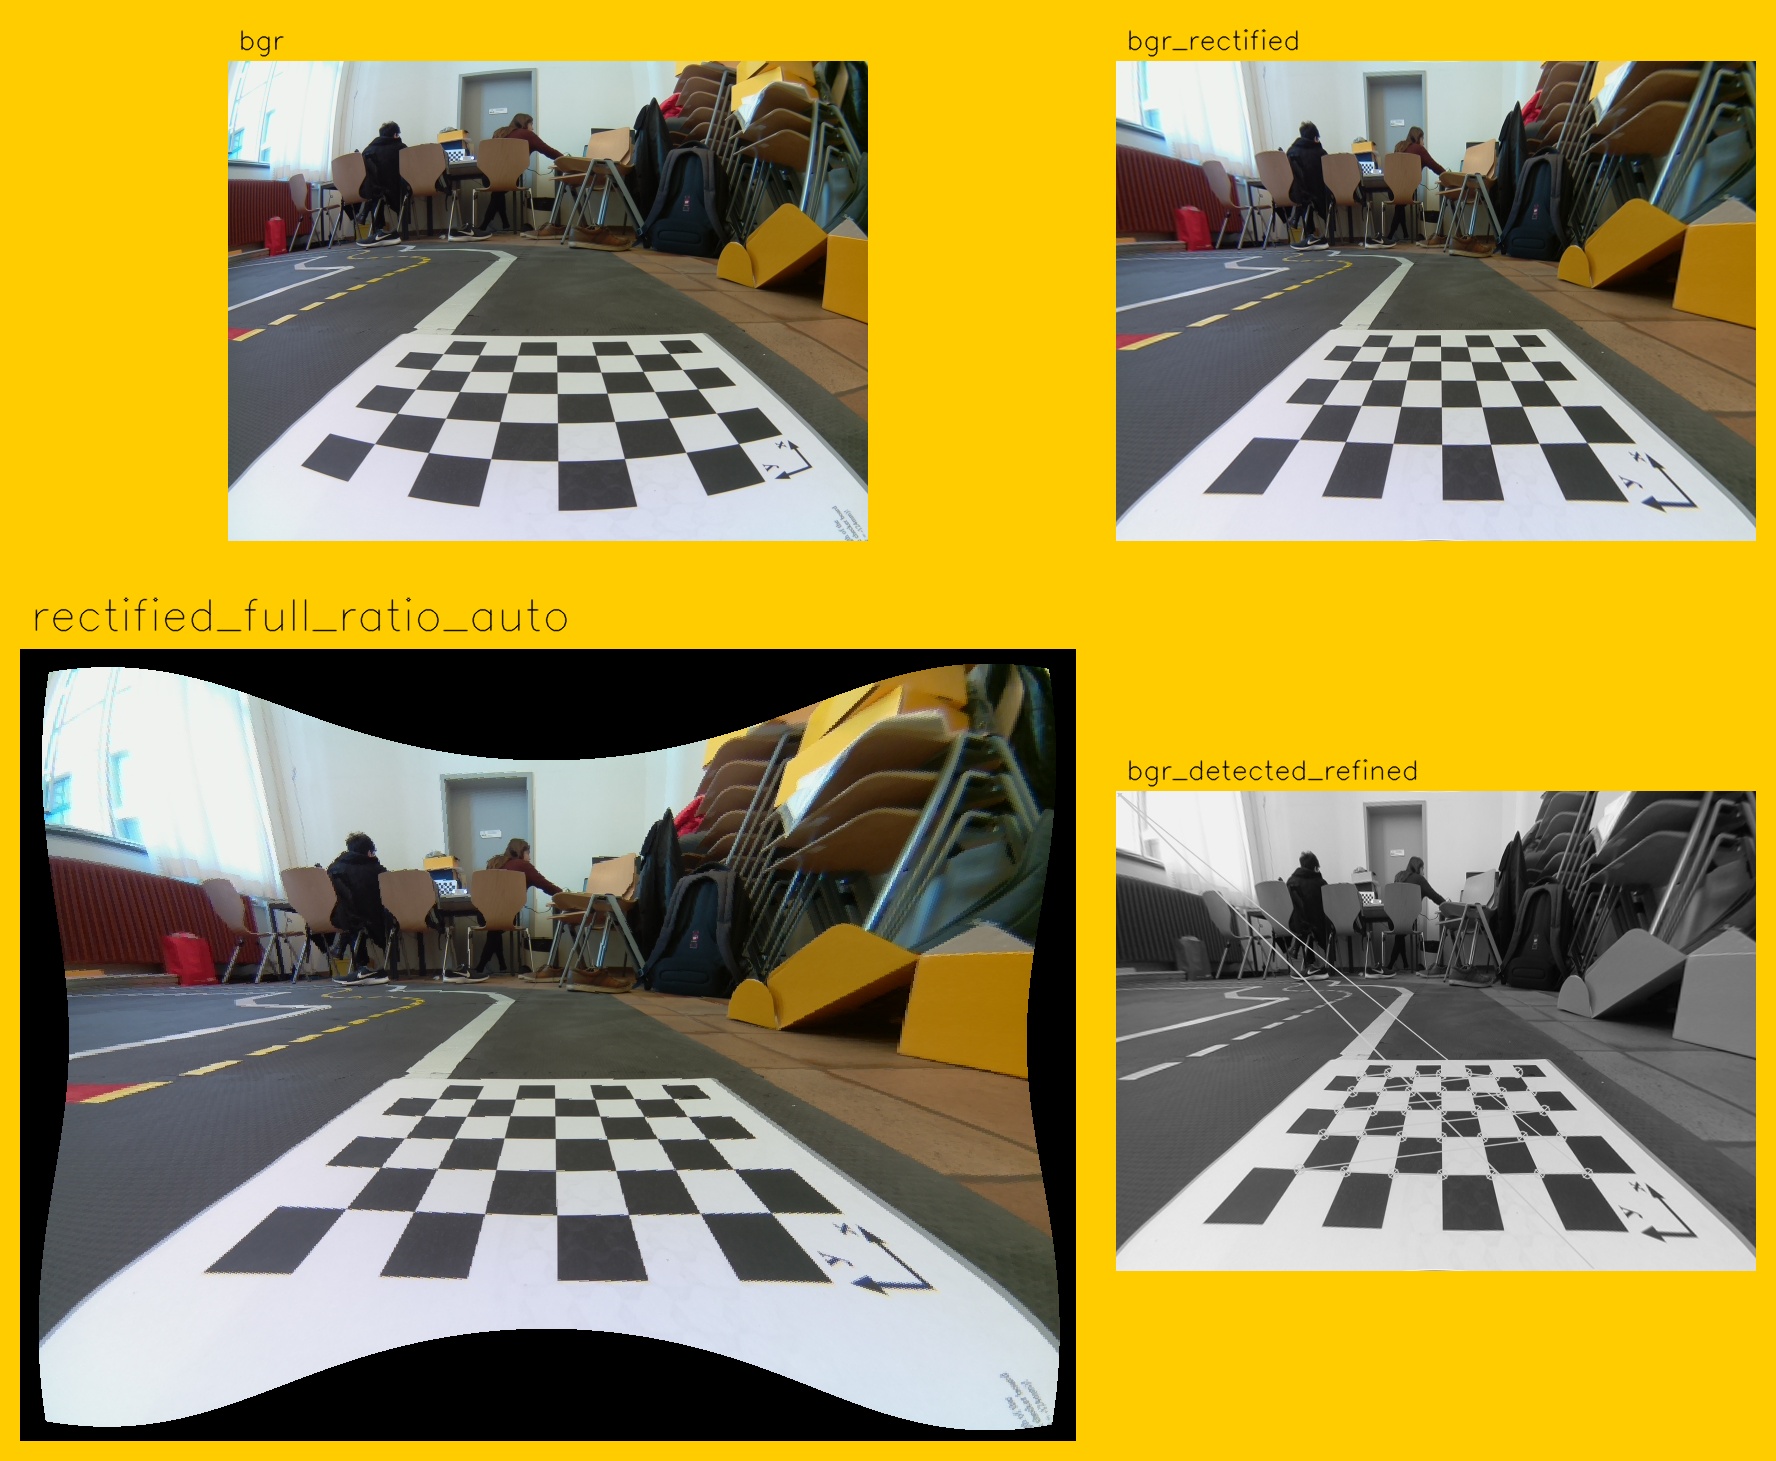 bgr
bgr_rectified
x
y
x
y
rectified_full_ratio_auto
bgr_detected_refined
x
y
x
y